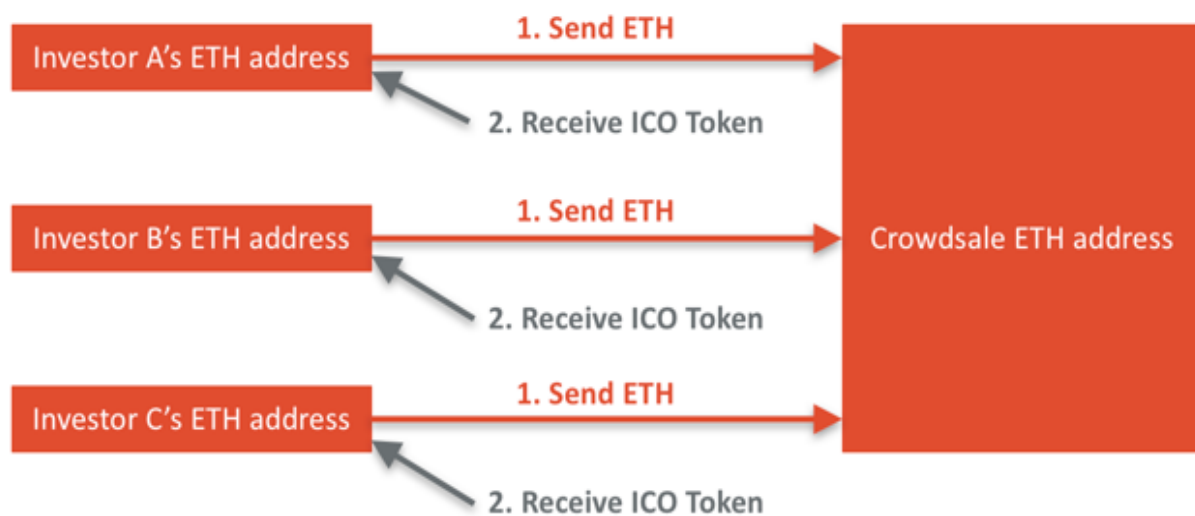 1. Send ETH
Investor A's ETH address
2. Receive ICO Token
1. Send ETH
Investor B's ETH address
Crowdsale ETH address
2. Receive ICO Token
1. Send ETH
Investor C's ETH address
2. Receive ICO Token